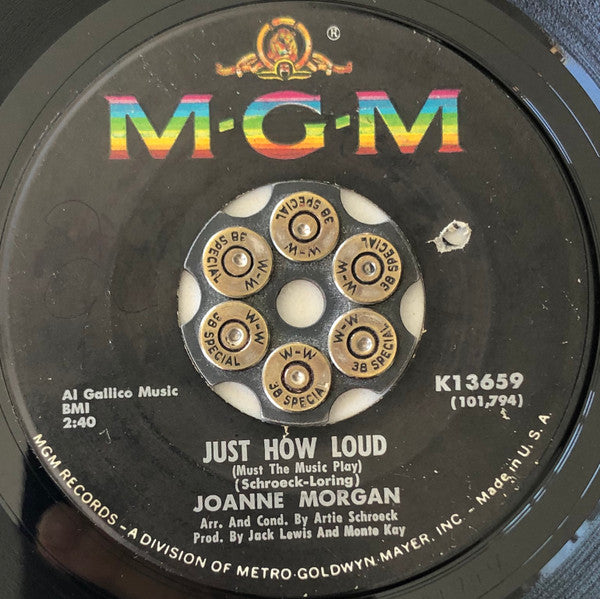 ®
M·G·M
38 SPECIAL W-W
38 SPECIAL W-W
38 SPECIAL W-W
38 SPECIAL W-W
38 SPECIAL W-W
W-W 38 SPECIAL
Al Gallico Music
BMI
2:40
K13659
(101,794)
JUST HOW LOUD
(Must The Music Play)
(Schroeck-Loring)
JOANNE MORGAN
Arr. And Cond. By Artie Schroeck
Prod. By Jack Lewis And Monte Kay
MGM RECORDS - A DIVISION OF METRO-GOLDWYN-MAYER, INC. - Made in U.S.A.